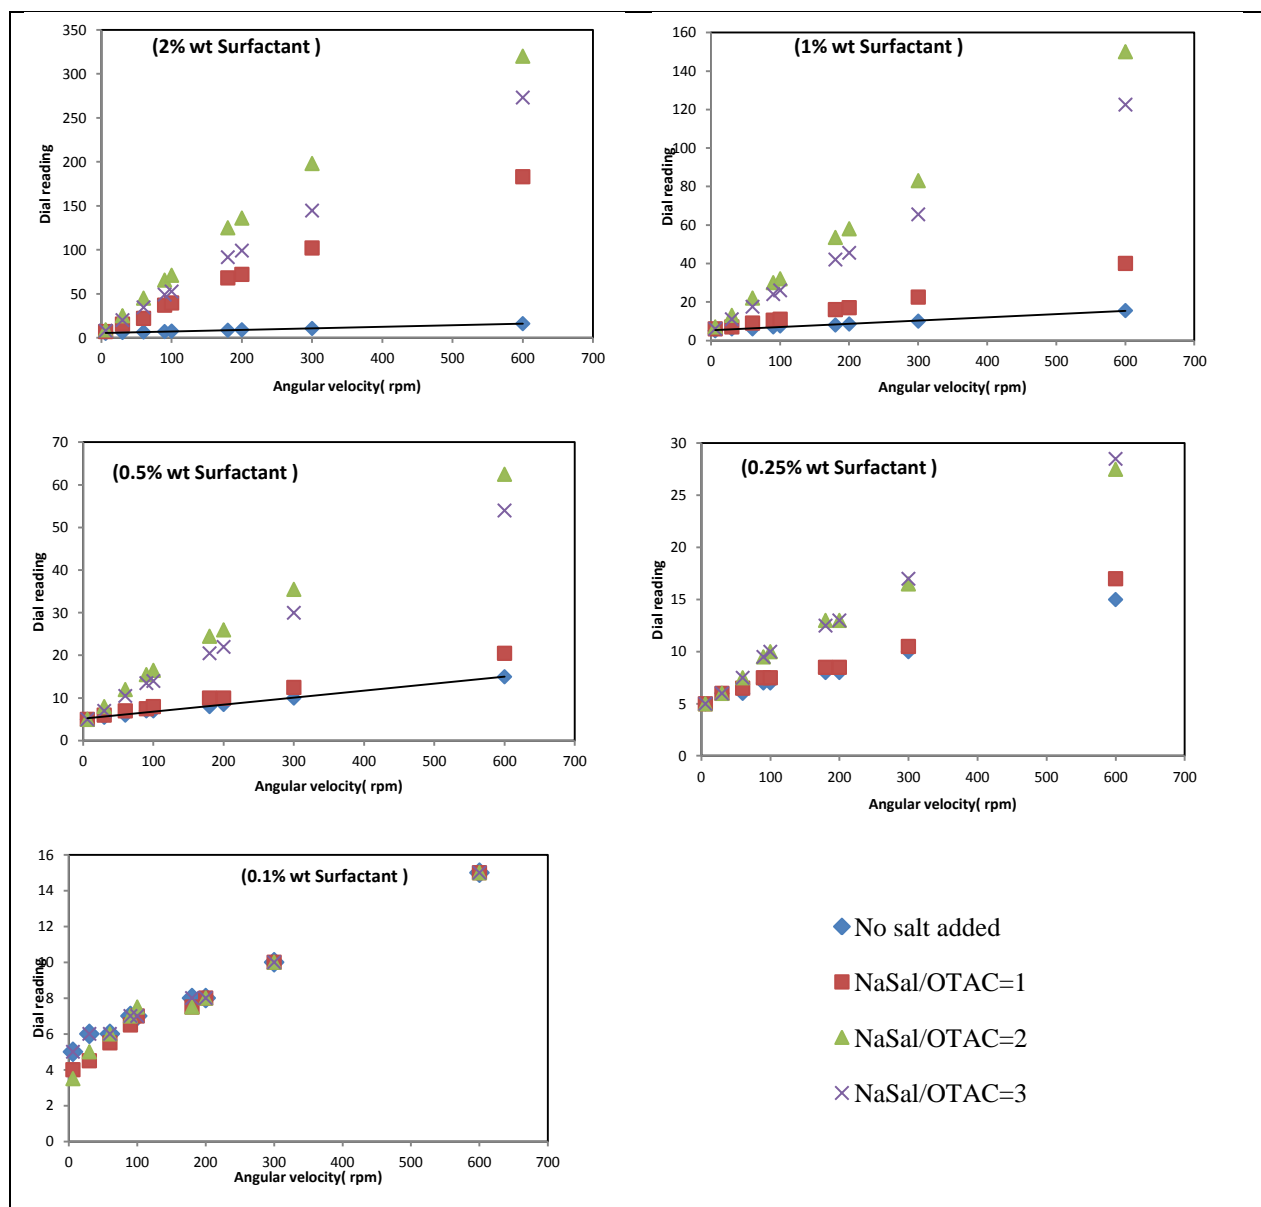 (2% wt Surfactant )
350
300
250
200
150
100
50
0
Dial reading
0 100 200 300 400 500 600 700
Angular velocity( rpm)
(1% wt Surfactant )
160
140
120
100
80
60
40
20
0
Dial reading
0 100 200 300 400 500 600 700
Angular velocity( rpm)
(0.5% wt Surfactant )
70
60
50
40
30
20
10
0
Dial reading
0 100 200 300 400 500 600 700
Angular velocity( rpm)
(0.25% wt Surfactant )
30
25
20
15
10
5
0
Dial reading
0 100 200 300 400 500 600 700
Angular velocity( rpm)
(0.1% wt Surfactant )
16
14
12
10
8
6
4
2
0
Dial reading
0 100 200 300 400 500 600 700
Angular velocity( rpm)
No salt added
NaSal/OTAC=1
NaSal/OTAC=2
NaSal/OTAC=3